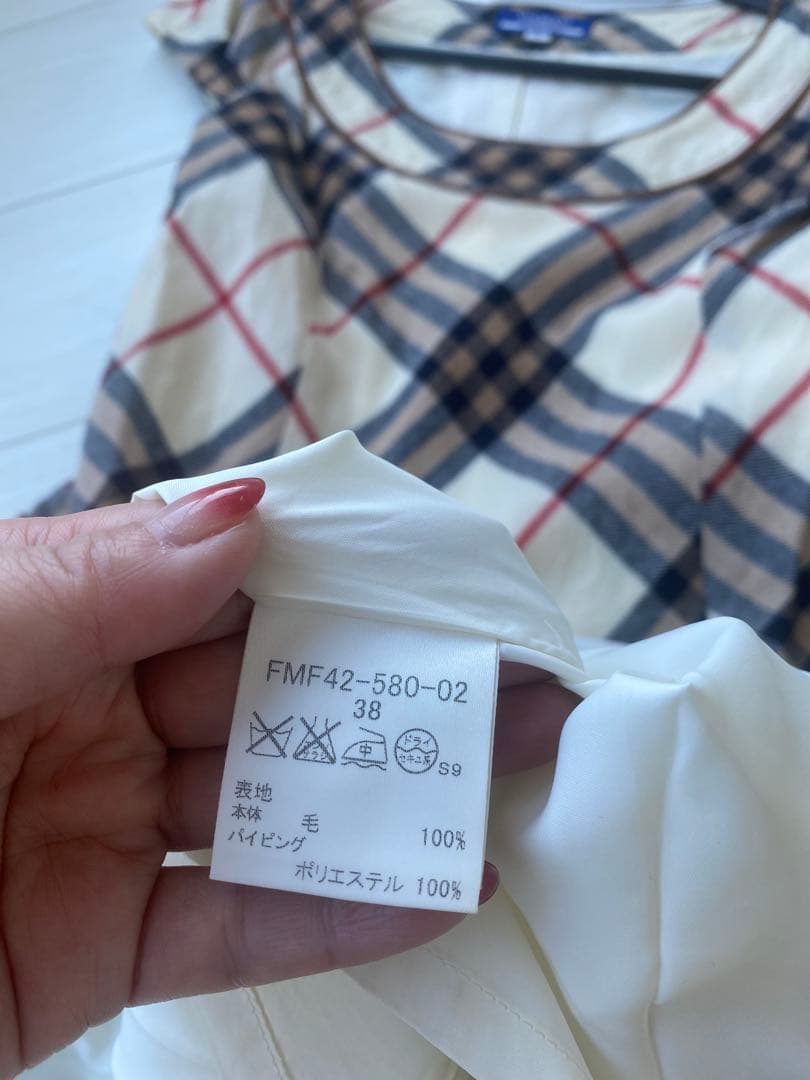 FMF42-580-02
38
中
ドライ
セキユ系
S9
表地
本体 毛 100%
パイピング
ポリエステル 100%